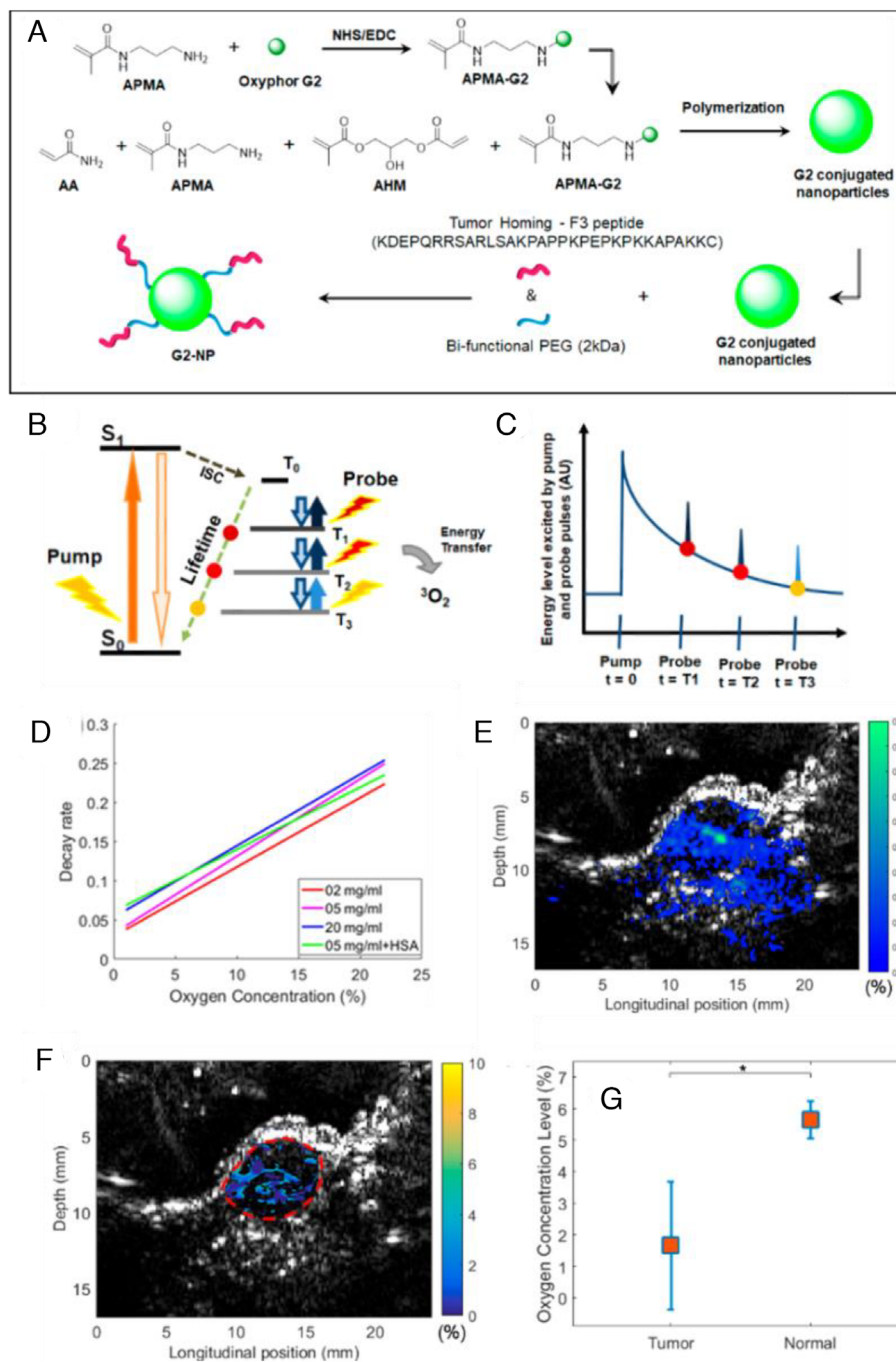 A
NHS/EDC
O
N
H
NH₂
+
APMA
Oxyphor G2
O
N
H
N
H
APMA-G2
Polymerization
O
NH₂
AA
+
O
N
H
NH₂
APMA
+
O
O
OH
O
O
AHM
+
O
N
H
N
H
APMA-G2
G2 conjugated
nanoparticles
Tumor Homing - F3 peptide
(KDEPQRRSARLSAKPAPPKPEPKPKKAPAKKC)
&
Bi-functional PEG (2kDa)
+
G2 conjugated
nanoparticles
G2-NP
B
S₁
ISC
T₀
Probe
Pump
Lifetime
T₁
T₂
T₃
Energy
Transfer
³O₂
S₀
C
Energy level excited by pump
and probe pulses (AU)
Pump
t = 0
Probe
t = T1
Probe
t = T2
Probe
t = T3
D
Decay rate
0.3
0.25
0.2
0.15
0.1
0.05
0
0 5 10 15 20 25
Oxygen Concentration (%)
02 mg/ml
05 mg/ml
20 mg/ml
05 mg/ml+HSA
E
Depth (mm)
0
5
10
15
0 5 10 15 20
Longitudinal position (mm)
(%)
F
Depth (mm)
0
5
10
15
0 5 10 15 20
Longitudinal position (mm)
10
8
6
4
2
0
(%)
G
Oxygen Concentration Level (%)
7
6
5
4
3
2
1
0
*
Tumor Normal